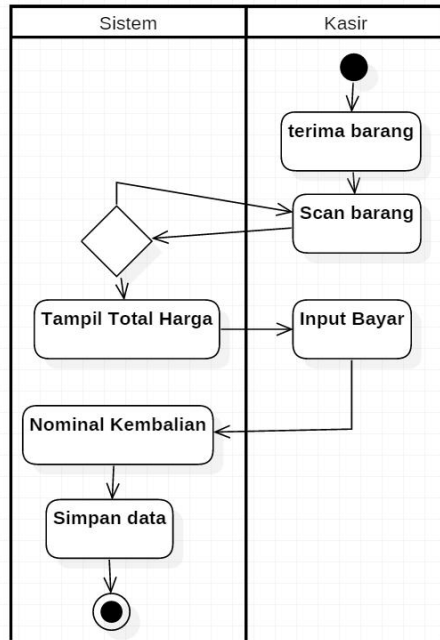 Sistem
Kasir
terima barang
Scan barang
Tampil Total Harga
Input Bayar
Nominal Kembalian
Simpan data